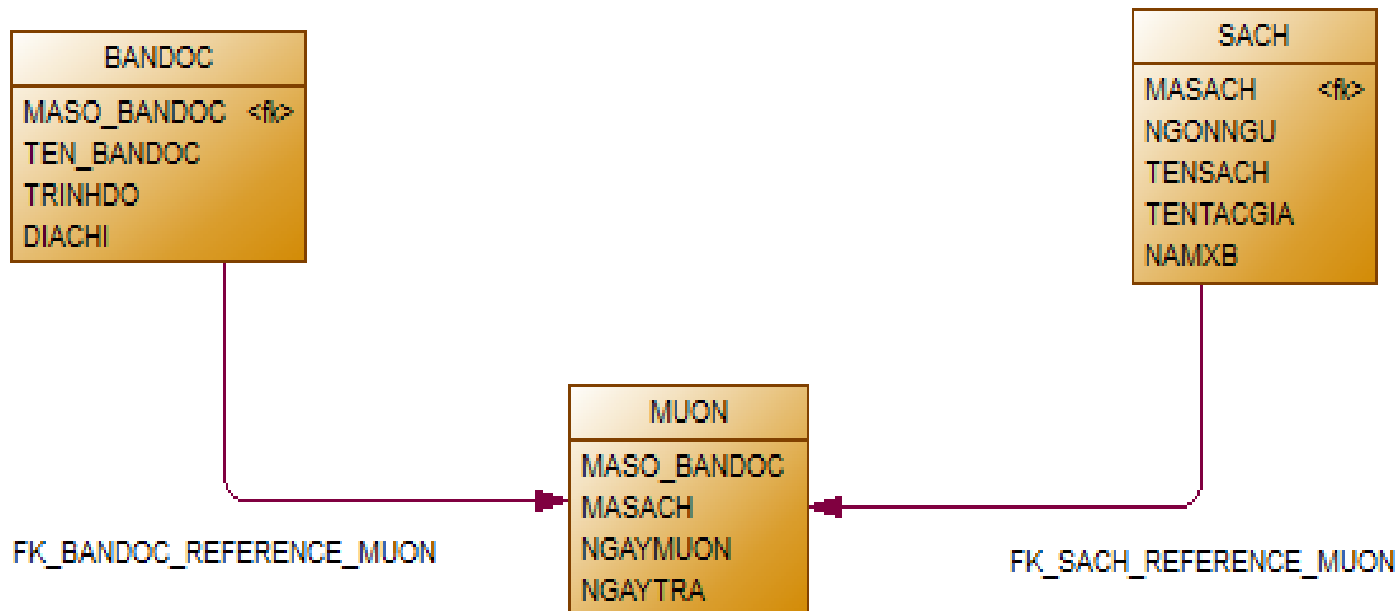 BANDOC
MASO_BANDOC <fk>
TEN_BANDOC
TRINHDO
DIACHI
SACH
MASACH <fk>
NGONNGU
TENSACH
TENTACGIA
NAMXB
MUON
MASO_BANDOC
MASACH
NGAYMUON
NGAYTRA
FK_BANDOC_REFERENCE_MUON
FK_SACH_REFERENCE_MUON